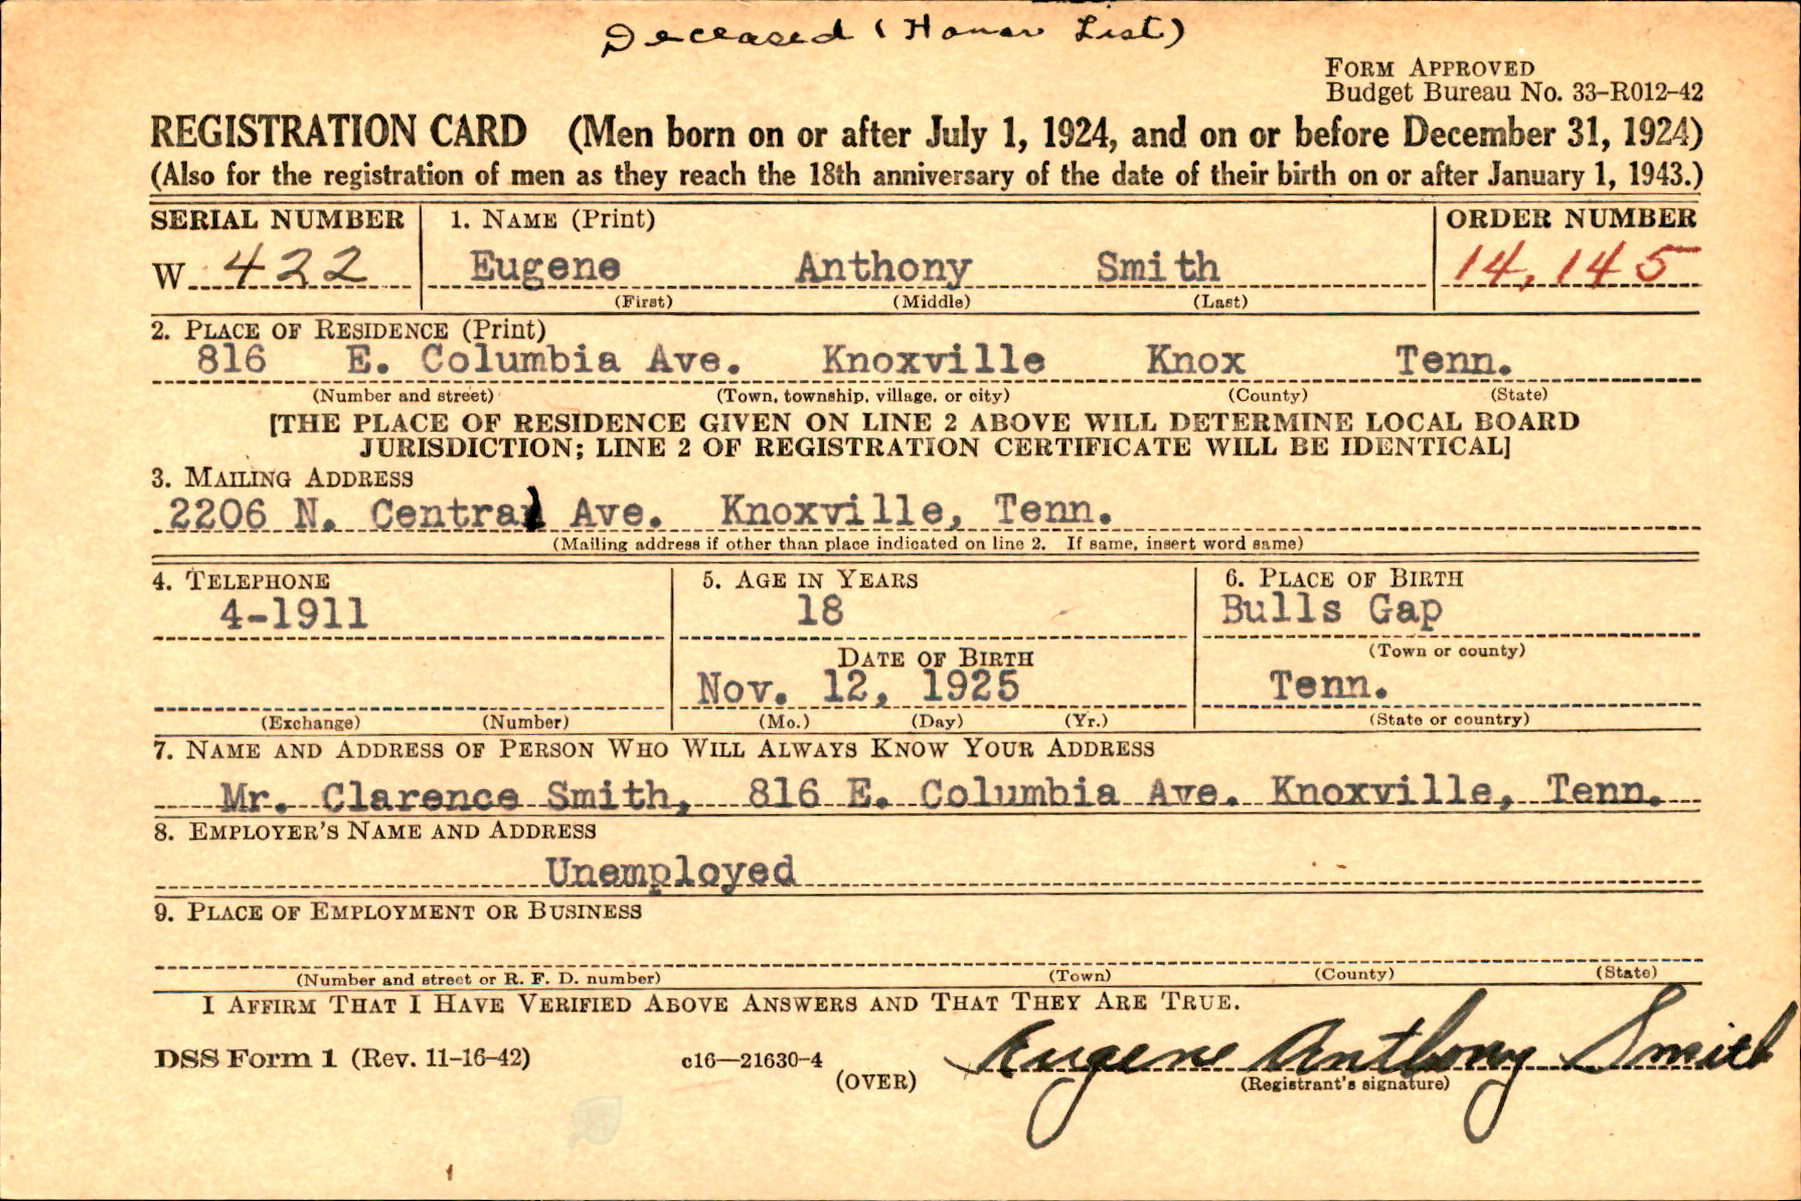 Deceased (Honor List)
FORM APPROVED
Budget Bureau No. 33–R012–42
REGISTRATION CARD (Men born on or after July 1, 1924, and on or before December 31, 1924)
(Also for the registration of men as they reach the 18th anniversary of the date of their birth on or after January 1, 1943.)
SERIAL NUMBER 1. NAME (Print) ORDER NUMBER
W 422 Eugene Anthony Smith 14,145
(First) (Middle) (Last)
2. PLACE OF RESIDENCE (Print)
816 E. Columbia Ave. Knoxville Knox Tenn.
(Number and street) (Town, township, village, or city) (County) (State)
[THE PLACE OF RESIDENCE GIVEN ON LINE 2 ABOVE WILL DETERMINE LOCAL BOARD
JURISDICTION; LINE 2 OF REGISTRATION CERTIFICATE WILL BE IDENTICAL]
3. MAILING ADDRESS
2206 N. Central Ave. Knoxville, Tenn.
(Mailing address if other than place indicated on line 2. If same, insert word same)
4. TELEPHONE 5. AGE IN YEARS 6. PLACE OF BIRTH
4-1911 18 Bulls Gap
DATE OF BIRTH (Town or county)
Nov. 12, 1925 Tenn.
(Exchange) (Number) (Mo.) (Day) (Yr.) (State or country)
7. NAME AND ADDRESS OF PERSON WHO WILL ALWAYS KNOW YOUR ADDRESS
Mr. Clarence Smith, 816 E. Columbia Ave. Knoxville, Tenn.
8. EMPLOYER'S NAME AND ADDRESS
Unemployed
9. PLACE OF EMPLOYMENT OR BUSINESS
(Number and street or R. F. D. number) (Town) (County) (State)
I AFFIRM THAT I HAVE VERIFIED ABOVE ANSWERS AND THAT THEY ARE TRUE.
DSS Form 1 (Rev. 11–16–42) c16—21630-4 Eugene Anthony Smith
(OVER) (Registrant's signature)